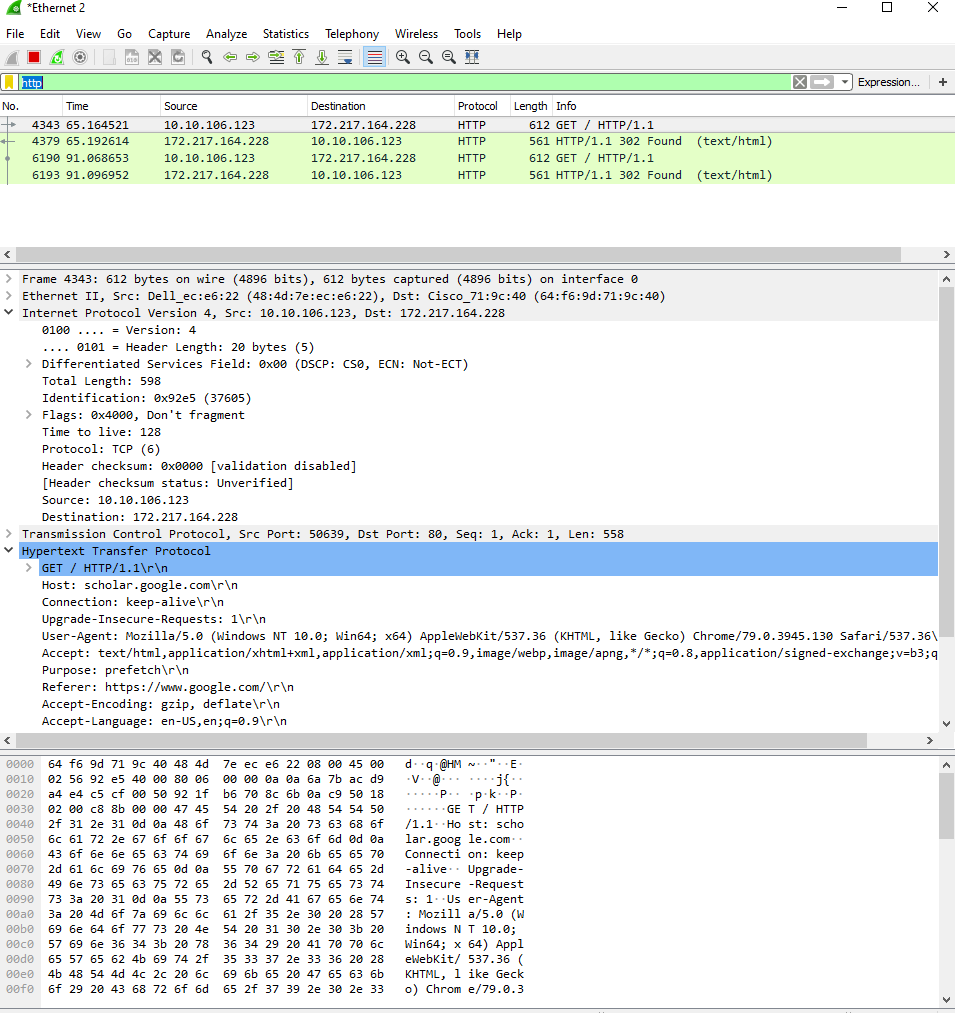 *Ethernet 2
File Edit View Go Capture Analyze Statistics Telephony Wireless Tools Help
http Expression... +
No. Time Source Destination Protocol Length Info
4343 65.164521 10.10.106.123 172.217.164.228 HTTP 612 GET / HTTP/1.1
4379 65.192614 172.217.164.228 10.10.106.123 HTTP 561 HTTP/1.1 302 Found (text/html)
6190 91.068653 10.10.106.123 172.217.164.228 HTTP 612 GET / HTTP/1.1
6193 91.096952 172.217.164.228 10.10.106.123 HTTP 561 HTTP/1.1 302 Found (text/html)
Frame 4343: 612 bytes on wire (4896 bits), 612 bytes captured (4896 bits) on interface 0
Ethernet II, Src: Dell_ec:e6:22 (48:4d:7e:ec:e6:22), Dst: Cisco_71:9c:40 (64:f6:9d:71:9c:40)
Internet Protocol Version 4, Src: 10.10.106.123, Dst: 172.217.164.228
0100 .... = Version: 4
.... 0101 = Header Length: 20 bytes (5)
Differentiated Services Field: 0x00 (DSCP: CS0, ECN: Not-ECT)
Total Length: 598
Identification: 0x92e5 (37605)
Flags: 0x4000, Don't fragment
Time to live: 128
Protocol: TCP (6)
Header checksum: 0x0000 [validation disabled]
[Header checksum status: Unverified]
Source: 10.10.106.123
Destination: 172.217.164.228
Transmission Control Protocol, Src Port: 50639, Dst Port: 80, Seq: 1, Ack: 1, Len: 558
Hypertext Transfer Protocol
GET / HTTP/1.1\r\n
Host: scholar.google.com\r\n
Connection: keep-alive\r\n
Upgrade-Insecure-Requests: 1\r\n
User-Agent: Mozilla/5.0 (Windows NT 10.0; Win64; x64) AppleWebKit/537.36 (KHTML, like Gecko) Chrome/79.0.3945.130 Safari/537.36\
Accept: text/html,application/xhtml+xml,application/xml;q=0.9,image/webp,image/apng,*/*;q=0.8,application/signed-exchange;v=b3;q
Purpose: prefetch\r\n
Referer: https://www.google.com/\r\n
Accept-Encoding: gzip, deflate\r\n
Accept-Language: en-US,en;q=0.9\r\n
0000 64 f6 9d 71 9c 40 48 4d 7e ec e6 22 08 00 45 00 d··q·@HM ~··"··E·
0010 02 56 92 e5 40 00 80 06 00 00 0a 0a 6a 7b ac d9 ·V··@··· ····j{··
0020 a4 e4 c5 cf 00 50 92 1f b6 70 8c 6b 0a c9 50 18 ·····P·· ·p·k··P·
0030 02 00 c8 8b 00 00 47 45 54 20 2f 20 48 54 54 50 ······GE T / HTTP
0040 2f 31 2e 31 0d 0a 48 6f 73 74 3a 20 73 63 68 6f /1.1··Ho st: scho
0050 6c 61 72 2e 67 6f 6f 67 6c 65 2e 63 6f 6d 0d 0a lar.goog le.com··
0060 43 6f 6e 6e 65 63 74 69 6f 6e 3a 20 6b 65 65 70 Connecti on: keep
0070 2d 61 6c 69 76 65 0d 0a 55 70 67 72 61 64 65 2d -alive·· Upgrade-
0080 49 6e 73 65 63 75 72 65 2d 52 65 71 75 65 73 74 Insecure -Request
0090 73 3a 20 31 0d 0a 55 73 65 72 2d 41 67 65 6e 74 s: 1··Us er-Agent
00a0 3a 20 4d 6f 7a 69 6c 6c 61 2f 35 2e 30 20 28 57 : Mozill a/5.0 (W
00b0 69 6e 64 6f 77 73 20 4e 54 20 31 30 2e 30 3b 20 indows N T 10.0;
00c0 57 69 6e 36 34 3b 20 78 36 34 29 20 41 70 70 6c Win64; x 64) Appl
00d0 65 57 65 62 4b 69 74 2f 35 33 37 2e 33 36 20 28 eWebKit/ 537.36 (
00e0 4b 48 54 4d 4c 2c 20 6c 69 6b 65 20 47 65 63 6b KHTML, l ike Geck
00f0 6f 29 20 43 68 72 6f 6d 65 2f 37 39 2e 30 2e 33 o) Chrom e/79.0.3